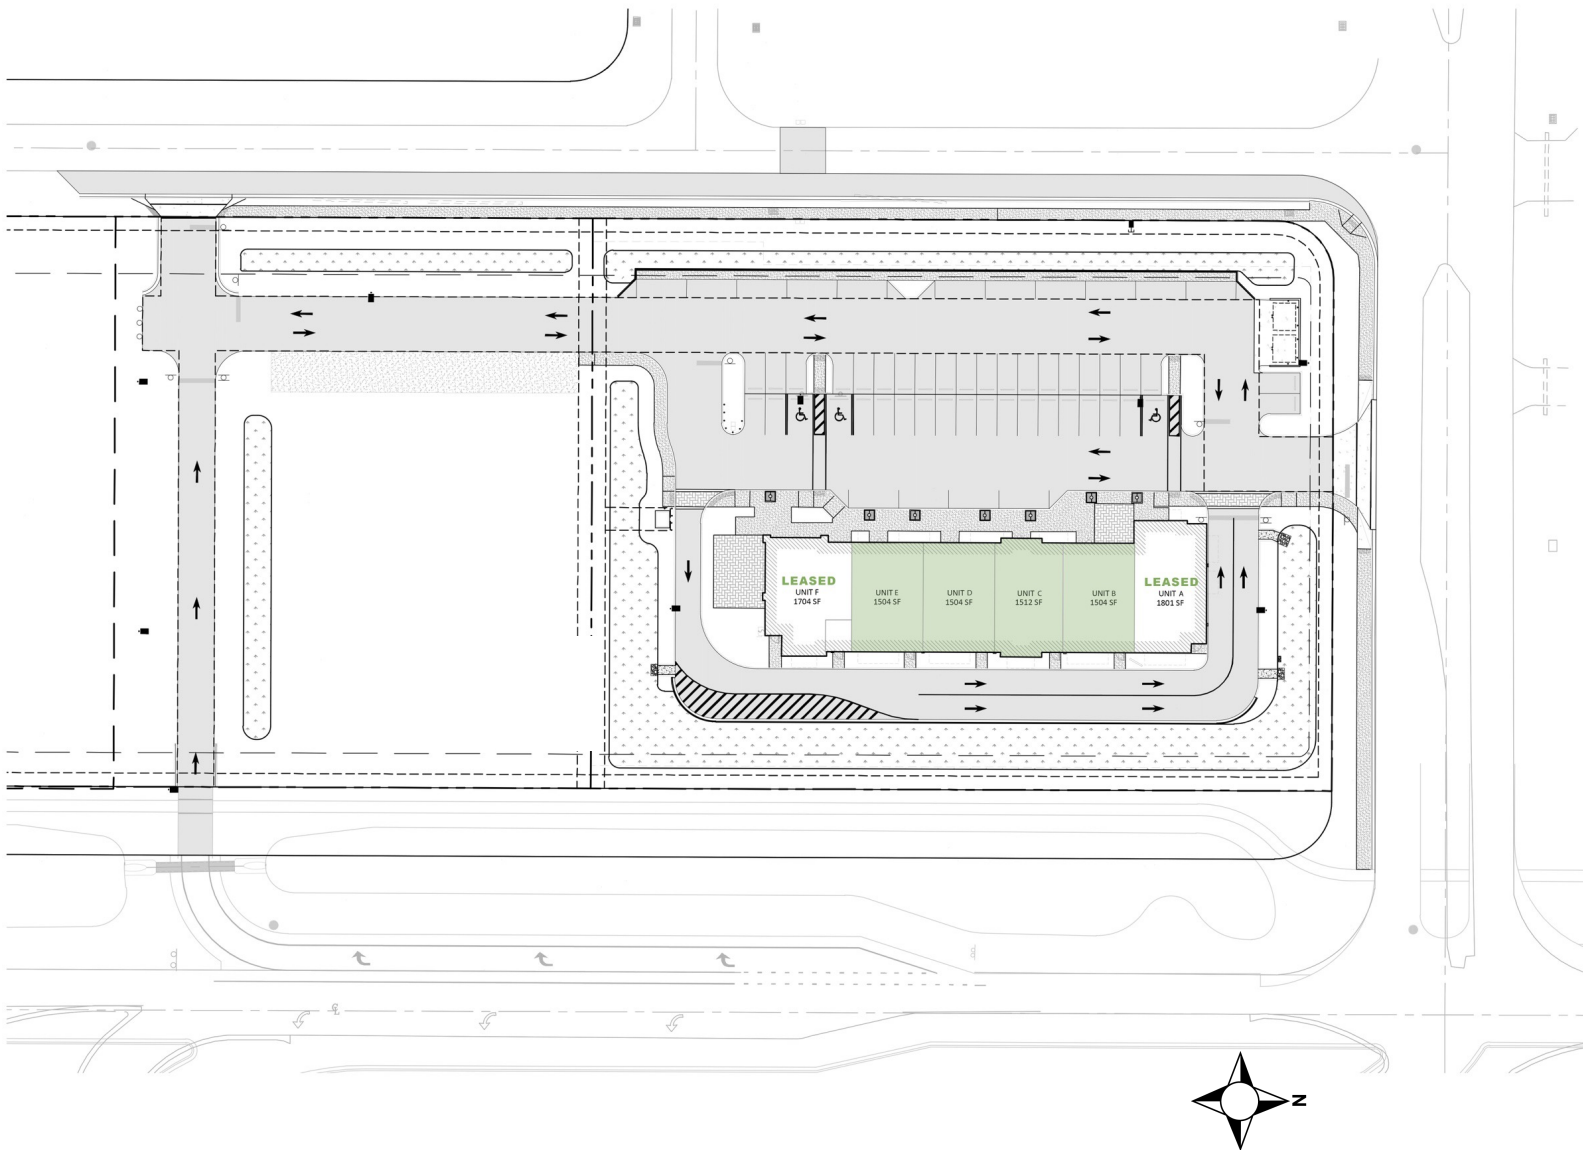 LEASED
UNIT F
1704 SF
UNIT E
1504 SF
UNIT D
1504 SF
UNIT C
1512 SF
UNIT B
1504 SF
LEASED
UNIT A
1801 SF
N